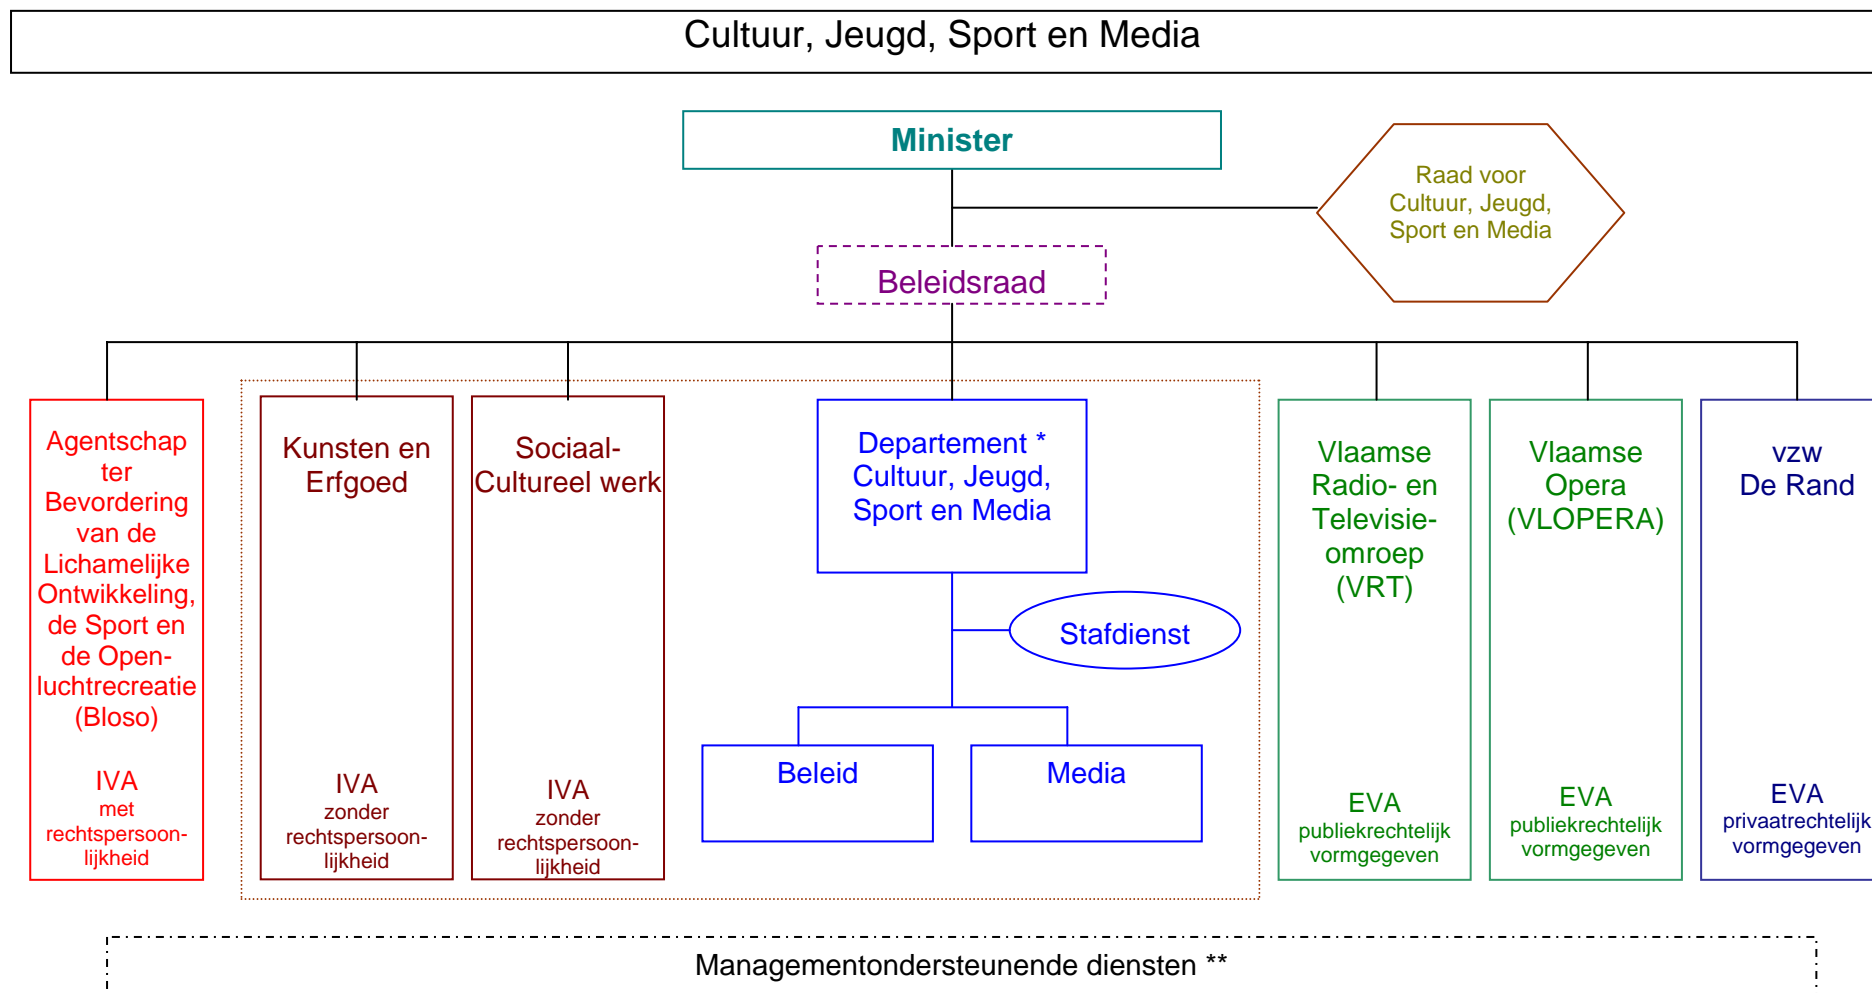 Cultuur, Jeugd, Sport en Media
Minister
Raad voor
Cultuur, Jeugd,
Sport en Media
Beleidsraad
Agentschap
ter
Bevordering
van de
Lichamelijke
Ontwikkeling,
de Sport en
de Open-
luchtrecreatie
(Bloso)
IVA
met
rechtspersoon-
lijkheid
Kunsten en
Erfgoed
IVA
zonder
rechtspersoon-
lijkheid
Sociaal-
Cultureel werk
IVA
zonder
rechtspersoon-
lijkheid
Departement *
Cultuur, Jeugd,
Sport en Media
Stafdienst
Beleid
Media
Vlaamse
Radio- en
Televisie-
omroep
(VRT)
EVA
publiekrechtelijk
vormgegeven
Vlaamse
Opera
(VLOPERA)
EVA
publiekrechtelijk
vormgegeven
vzw
De Rand
EVA
privaatrechtelijk
vormgegeven
Managementondersteunende diensten **